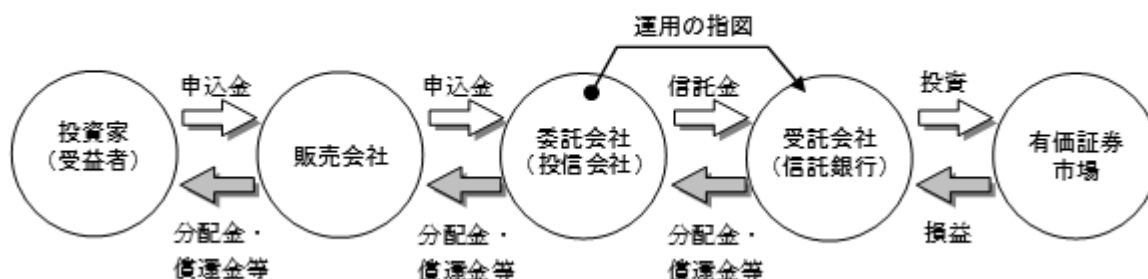 運用の指図
申込金
申込金
信託金
投資
投資家
（受益者）
販売会社
委託会社
（投信会社）
受託会社
（信託銀行）
有価証券
市場
分配金・
償還金等
分配金・
償還金等
分配金・
償還金等
損益